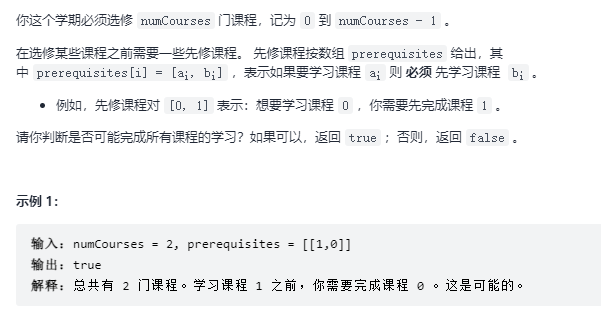 你这个学期必须选修 numCourses 门课程，记为 0 到 numCourses - 1 。
在选修某些课程之前需要一些先修课程。 先修课程按数组 prerequisites 给出，其
中 prerequisites[i] = [ai, bi] ，表示如果要学习课程 ai 则 必须 先学习课程 bi 。
• 例如，先修课程对 [0, 1] 表示：想要学习课程 0 ，你需要先完成课程 1 。
请你判断是否可能完成所有课程的学习？如果可以，返回 true ；否则，返回 false 。
示例 1：
输入：numCourses = 2, prerequisites = [[1,0]]
输出：true
解释：总共有 2 门课程。学习课程 1 之前，你需要完成课程 0 。这是可能的。